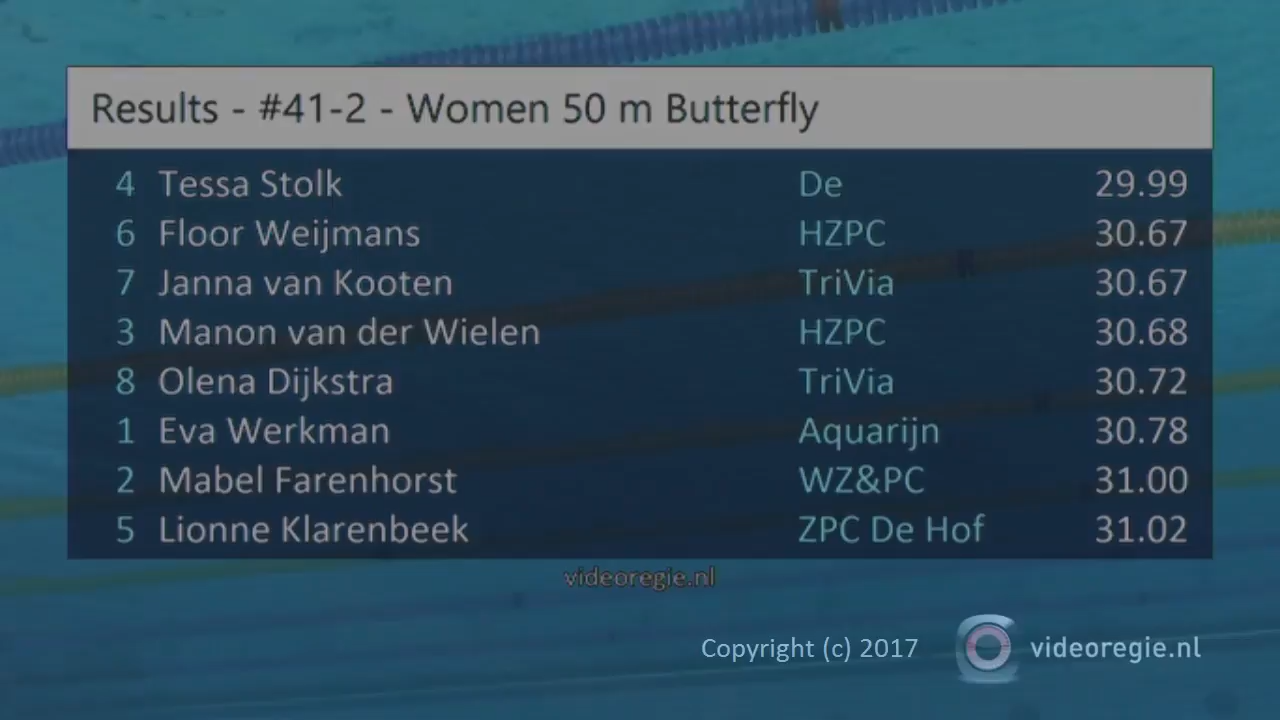 Results - #41-2 - Women 50 m Butterfly
4 Tessa Stolk De 29.99
6 Floor Weijmans HZPC 30.67
7 Janna van Kooten TriVia 30.67
3 Manon van der Wielen HZPC 30.68
8 Olena Dijkstra TriVia 30.72
1 Eva Werkman Aquarijn 30.78
2 Mabel Farenhorst WZ&PC 31.00
5 Lionne Klarenbeek ZPC De Hof 31.02
videoregie.nl
Copyright (c) 2017 videoregie.nl